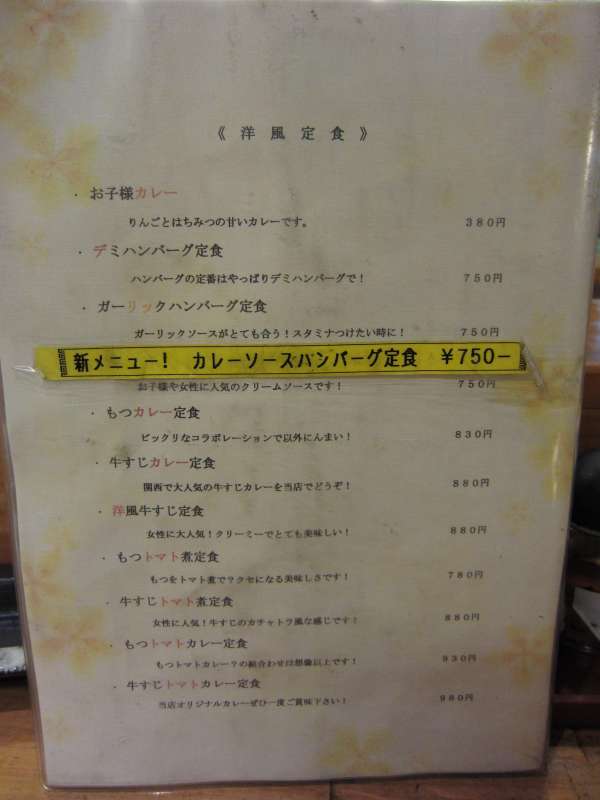 《 洋 風 定 食 》
・ お子様カレー
りんごとはちみつの甘いカレーです。 380円
・ デミハンバーグ定食
ハンバーグの定番はやっぱりデミハンバーグで! 750円
・ ガーリックハンバーグ定食
ガーリックソースがとても合う!スタミナつけたい時に! 750円
新メニュー! カレーソースハンバーグ定食 ¥750-
お子様や女性に人気のクリームソースです! 750円
・ もつカレー定食
ビックリなコラボレーションで以外にんまい! 830円
・ 牛すじカレー定食
関西で大人気の牛すじカレーを当店でどうぞ! 880円
・ 洋風牛すじ定食
女性に大人気!クリーミーでとても美味しい! 880円
・ もつトマト煮定食
もつをトマト煮で?クセになる美味しさです! 780円
・ 牛すじトマト煮定食
女性に人気!牛すじのカチャトラ風な感じです! 880円
・ もつトマトカレー定食
もつトマトカレー?の組合わせは想像以上です! 930円
・ 牛すじトマトカレー定食
当店オリジナルカレーぜひ一度ご賞味下さい! 980円